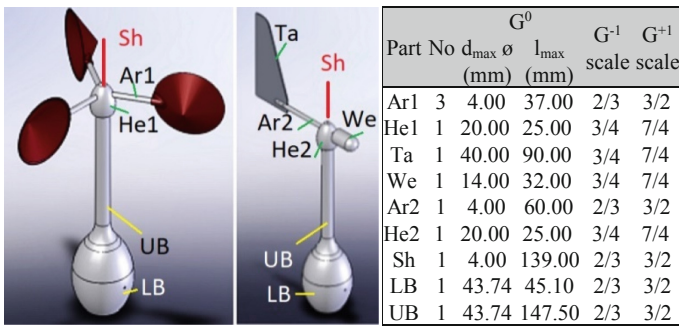 Sh
Ar1
He1
UB
LB
Ta
Sh
Ar2
We
He2
UB
LB
G⁰
Part No d_max ø l_max G⁻¹ G⁺¹
(mm) (mm) scale scale
Ar1 3 4.00 37.00 2/3 3/2
He1 1 20.00 25.00 3/4 7/4
Ta 1 40.00 90.00 3/4 7/4
We 1 14.00 32.00 3/4 7/4
Ar2 1 4.00 60.00 2/3 3/2
He2 1 20.00 25.00 3/4 7/4
Sh 1 4.00 139.00 2/3 3/2
LB 1 43.74 45.10 2/3 3/2
UB 1 43.74 147.50 2/3 3/2